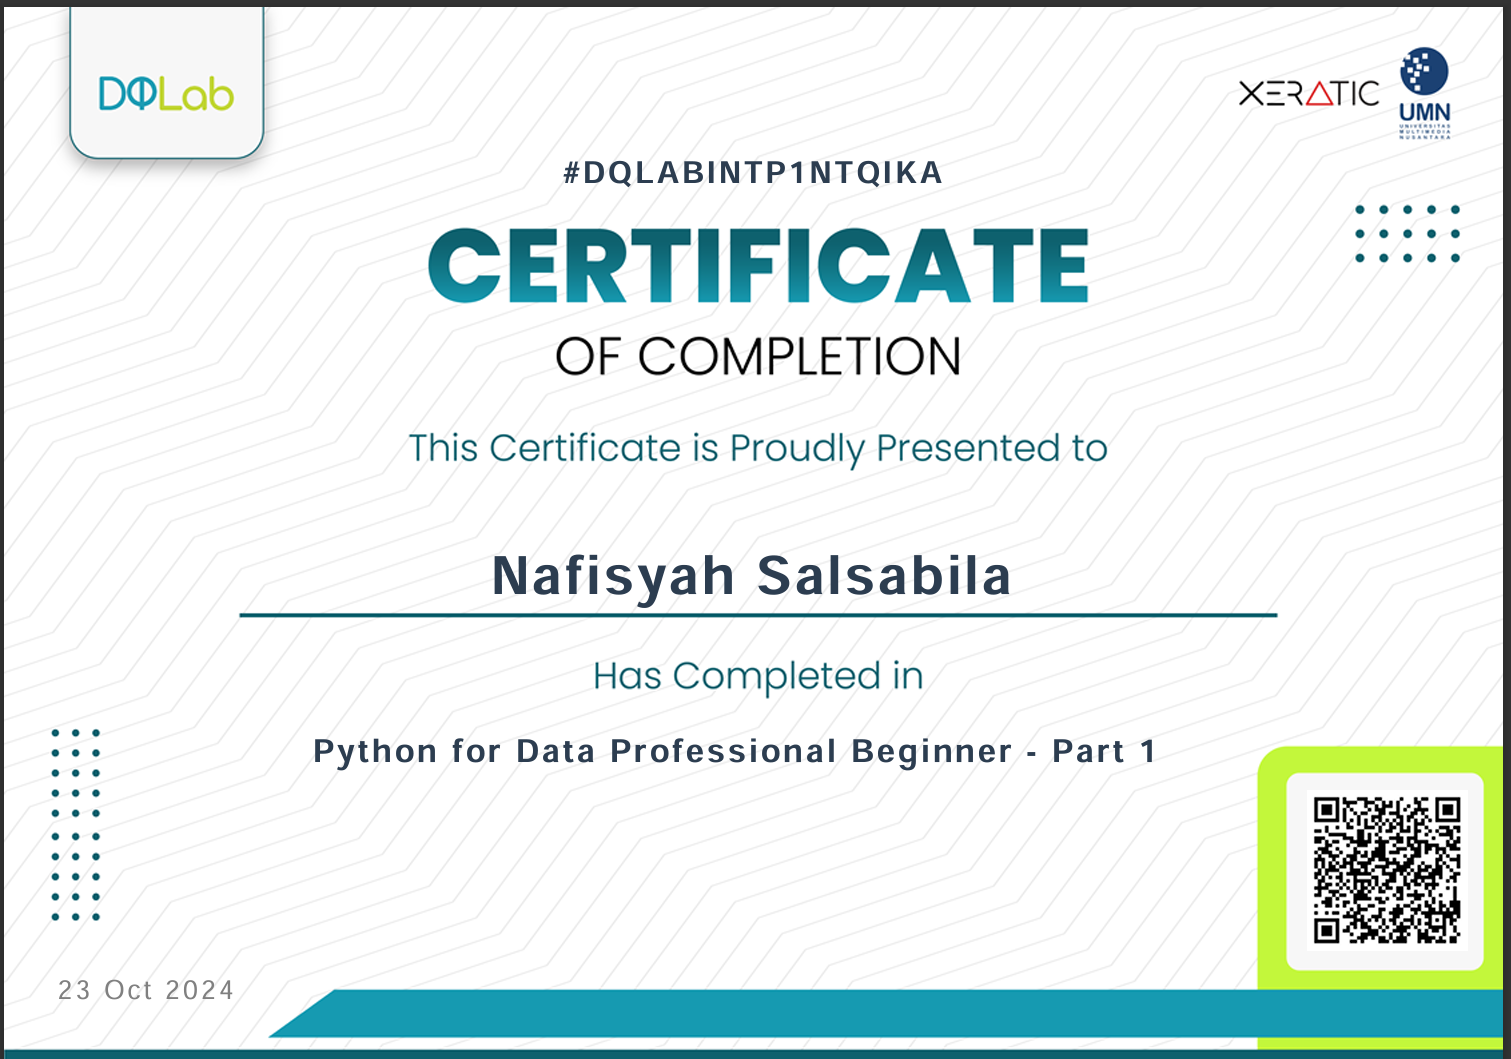 DQLab
XERATIC
UMN
UNIVERSITAS
MULTIMEDIA
NUSANTARA
#DQLABINTP1NTQIKA
CERTIFICATE
OF COMPLETION
This Certificate is Proudly Presented to
Nafisyah Salsabila
Has Completed in
Python for Data Professional Beginner - Part 1
23 Oct 2024